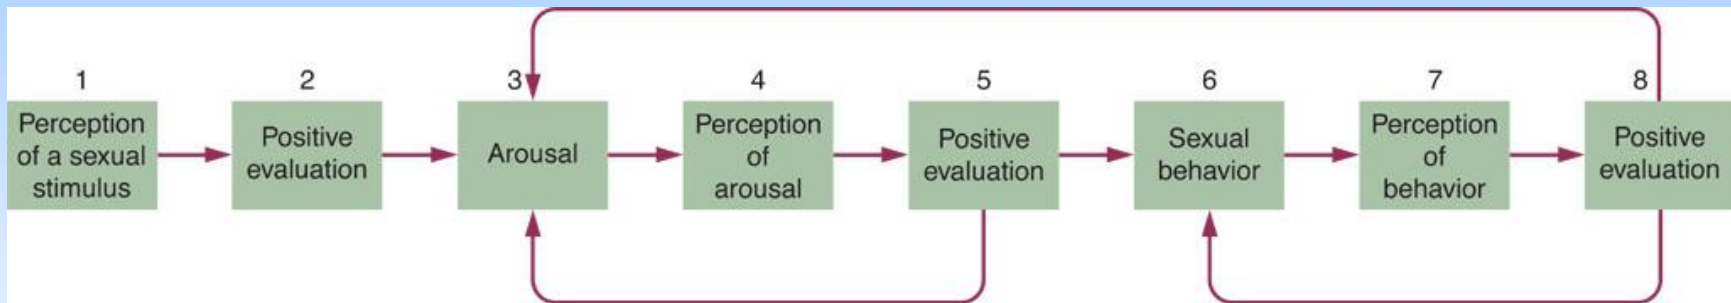 1
2
3
4
5
6
7
8
Perception
of a sexual
stimulus
Positive
evaluation
Arousal
Perception
of
arousal
Positive
evaluation
Sexual
behavior
Perception
of
behavior
Positive
evaluation